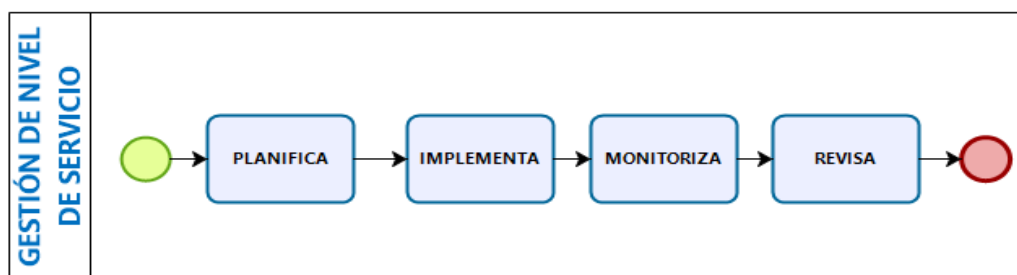 GESTIÓN DE NIVEL
DE SERVICIO
PLANIFICA
IMPLEMENTA
MONITORIZA
REVISA